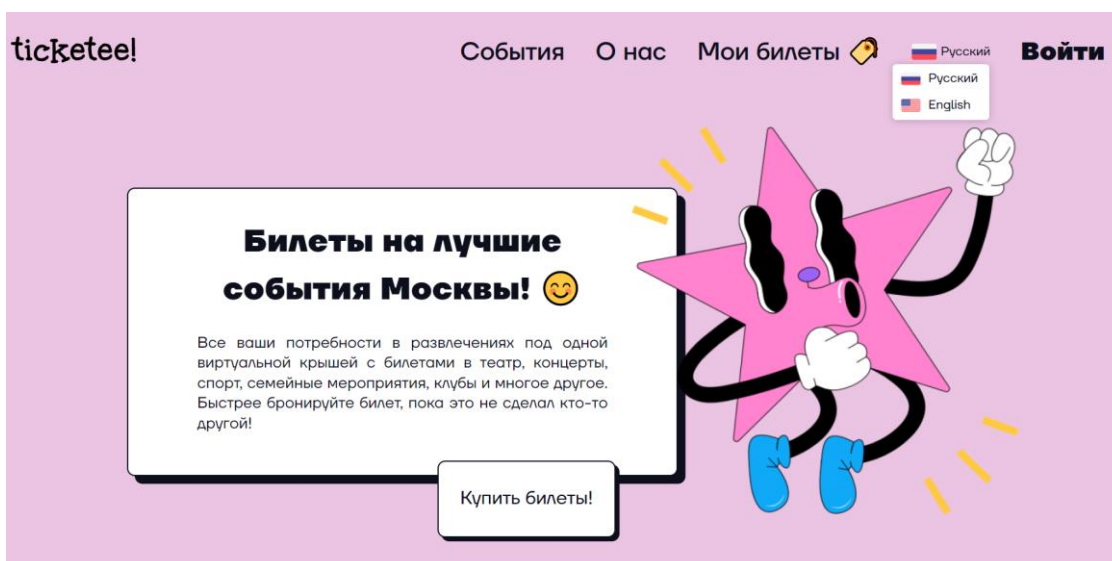 ticketee!
События О нас Мои билеты Русский Войти
Русский
English
Билеты на лучшие
события Москвы!
Все ваши потребности в развлечениях под одной
виртуальной крышей с билетами в театр, концерты,
спорт, семейные мероприятия, клубы и многое другое.
Быстрее бронируйте билет, пока это не сделал кто-то
другой!
Купить билеты!